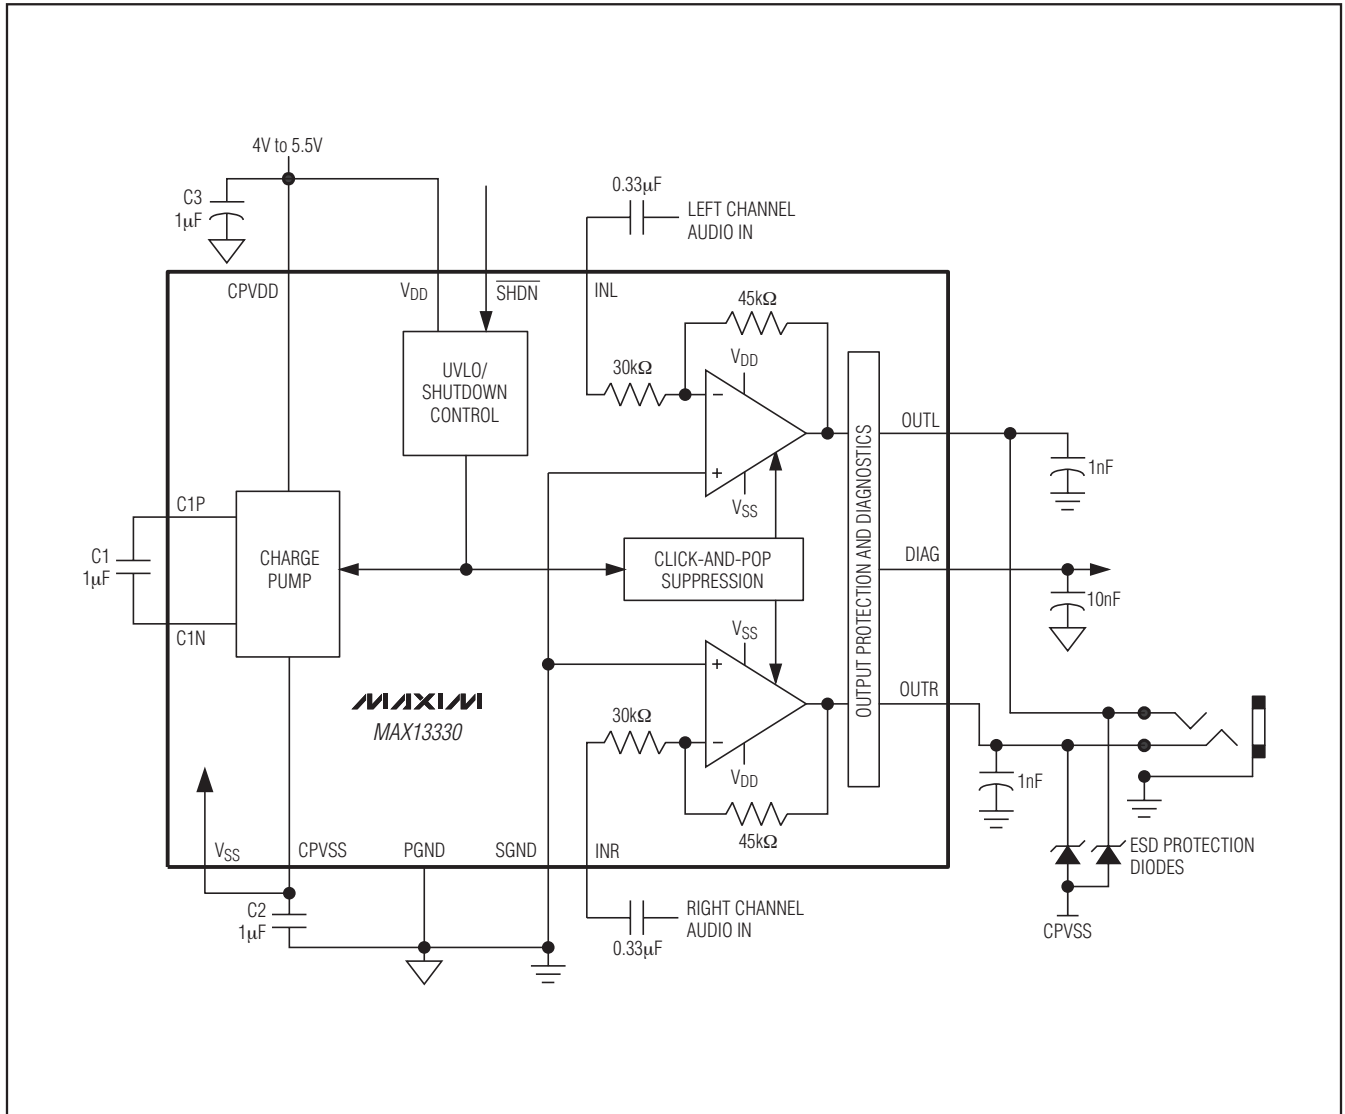 4V to 5.5V
C3
1μF
0.33μF
LEFT CHANNEL
AUDIO IN
CPVDD
VDD
SHDN
INL
45kΩ
30kΩ
VDD
UVLO/
SHUTDOWN
CONTROL
−
+
VSS
OUTL
1nF
C1P
C1
1μF
C1N
CHARGE
PUMP
CLICK-AND-POP
SUPPRESSION
OUTPUT PROTECTION AND DIAGNOSTICS
DIAG
10nF
VSS
+
−
VDD
30kΩ
45kΩ
OUTR
1nF
MAXIM
MAX13330
VSS
CPVSS
PGND
SGND
INR
C2
1μF
RIGHT CHANNEL
AUDIO IN
0.33μF
ESD PROTECTION
DIODES
CPVSS